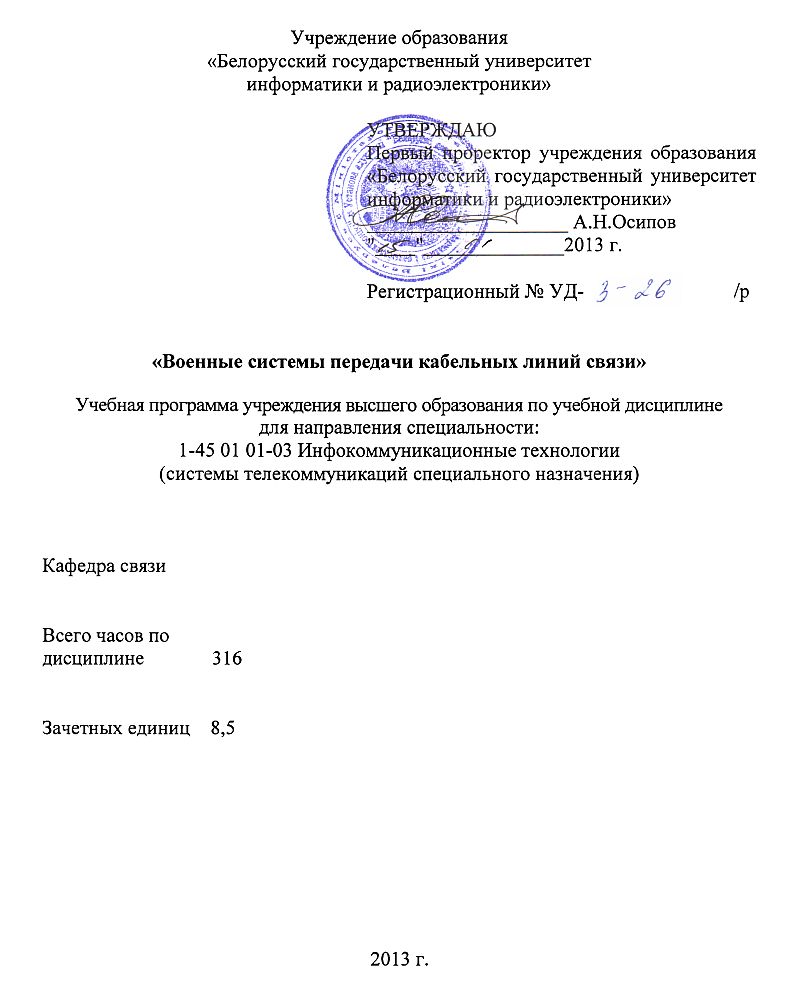 Учреждение образования
«Белорусский государственный университет
информатики и радиоэлектроники»
УТВЕРЖДАЮ
Первый проректор учреждения образования
«Белорусский государственный университет
информатики и радиоэлектроники»
А.Н.Осипов
"15" 2013 г.
Регистрационный № УД- 3-26 /р
«Военные системы передачи кабельных линий связи»
Учебная программа учреждения высшего образования по учебной дисциплине
для направления специальности:
1-45 01 01-03 Инфокоммуникационные технологии
(системы телекоммуникаций специального назначения)
Кафедра связи
Всего часов по
дисциплине 316
Зачетных единиц 8,5
2013 г.